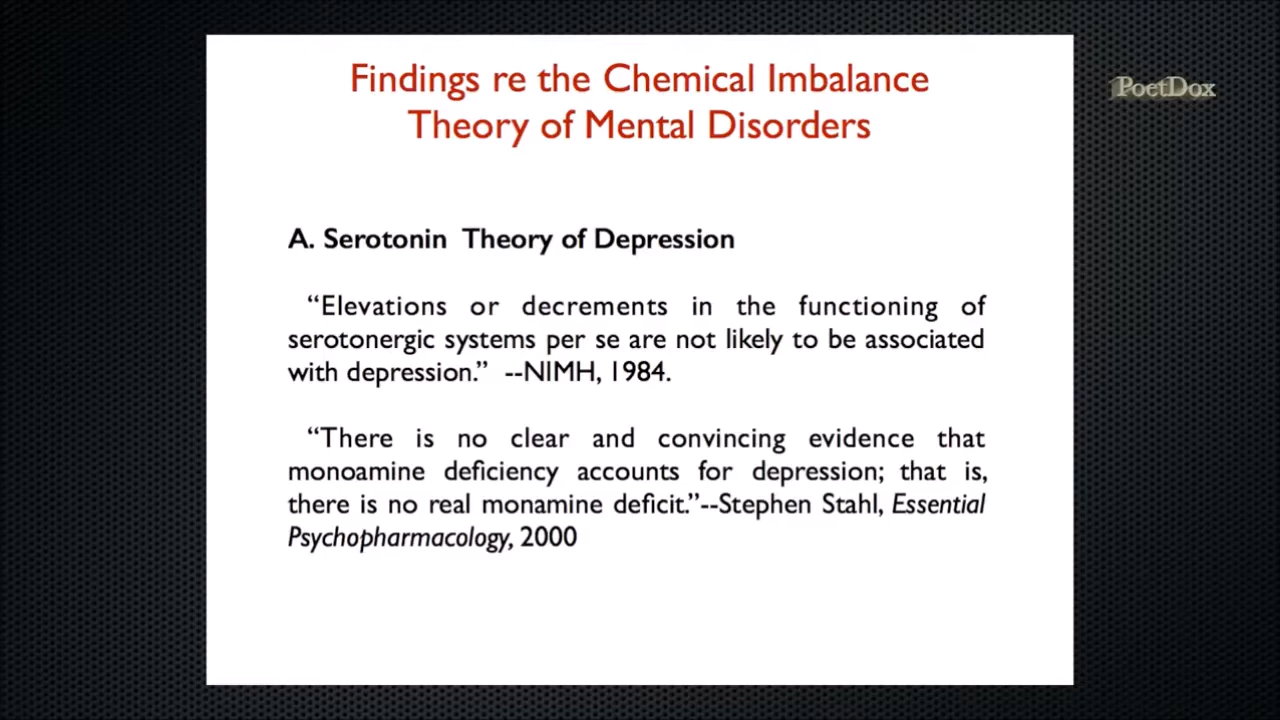 Findings re the Chemical Imbalance
Theory of Mental Disorders
PoetDox
A. Serotonin Theory of Depression
“Elevations or decrements in the functioning of
serotonergic systems per se are not likely to be associated
with depression.” --NIMH, 1984.
“There is no clear and convincing evidence that
monoamine deficiency accounts for depression; that is,
there is no real monamine deficit.”--Stephen Stahl, Essential
Psychopharmacology, 2000